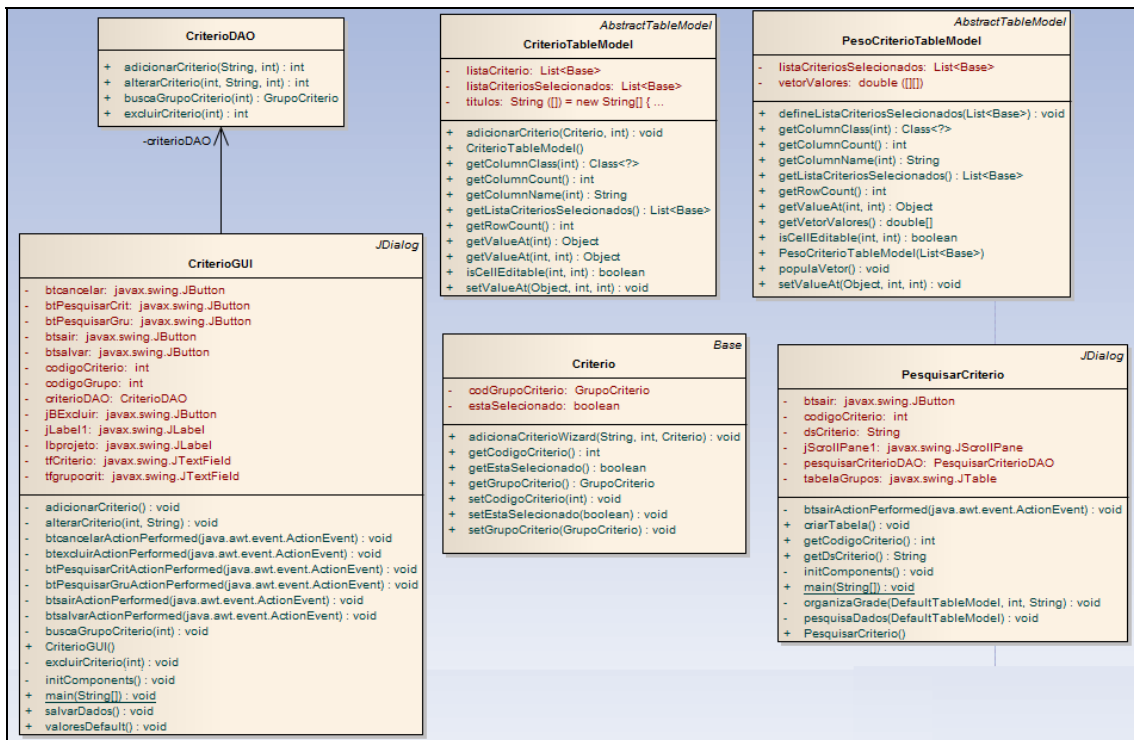 CriterioDAO
+ adicionarCriterio(String, int) : int
+ alterarCriterio(int, String, int) : int
+ buscaGrupoCriterio(int) : GrupoCriterio
+ excluirCriterio(int) : int
-criterioDAO
JDialog
CriterioGUI
- btcancelar: javax.swing.JButton
- btPesquisarCrit: javax.swing.JButton
- btPesquisarGru: javax.swing.JButton
- btsair: javax.swing.JButton
- btsalvar: javax.swing.JButton
- codigoCriterio: int
- codigoGrupo: int
- criterioDAO: CriterioDAO
- jBExcluir: javax.swing.JButton
- jLabel1: javax.swing.JLabel
- lbprojeto: javax.swing.JLabel
- tfCriterio: javax.swing.JTextField
- tfgrupocrit: javax.swing.JTextField
- adicionarCriterio() : void
- alterarCriterio(int, String) : void
- btcancelarActionPerformed(java.awt.event.ActionEvent) : void
- btexcluirActionPerformed(java.awt.event.ActionEvent) : void
- btPesquisarCritActionPerformed(java.awt.event.ActionEvent) : void
- btPesquisarGruActionPerformed(java.awt.event.ActionEvent) : void
- btsairActionPerformed(java.awt.event.ActionEvent) : void
- btsalvarActionPerformed(java.awt.event.ActionEvent) : void
- buscaGrupoCriterio(int) : void
+ CriterioGUI()
- excluirCriterio(int) : void
- initComponents() : void
+ main(String[]) : void
+ salvarDados() : void
+ valoresDefault() : void
AbstractTableModel
CriterioTableModel
- listaCriterio: List<Base>
- listaCriteriosSelecionados: List<Base>
- titulos: String ([]) = new String[] { ...
+ adicionarCriterio(Criterio, int) : void
+ CriterioTableModel()
+ getColumnClass(int) : Class<?>
+ getColumnCount() : int
+ getColumnName(int) : String
+ getListaCriteriosSelecionados() : List<Base>
+ getRowCount() : int
+ getValueAt(int) : Object
+ getValueAt(int, int) : Object
+ isCellEditable(int, int) : boolean
+ setValueAt(Object, int, int) : void
AbstractTableModel
PesoCriterioTableModel
- listaCriteriosSelecionados: List<Base>
- vetorValores: double ([][])
+ defineListaCriteriosSelecionados(List<Base>) : void
+ getColumnClass(int) : Class<?>
+ getColumnCount() : int
+ getColumnName(int) : String
+ getListaCriteriosSelecionados() : List<Base>
+ getRowCount() : int
+ getValueAt(int, int) : Object
+ getVetorValores() : double[]
+ isCellEditable(int, int) : boolean
+ PesoCriterioTableModel(List<Base>)
+ populaVetor() : void
+ setValueAt(Object, int, int) : void
Base
Criterio
- codGrupoCriterio: GrupoCriterio
- estaSelecionado: boolean
+ adicionaCriterioWizard(String, int, Criterio) : void
+ getCodigoCriterio() : int
+ getEstaSelecionado() : boolean
+ getGrupoCriterio() : GrupoCriterio
+ setCodigoCriterio(int) : void
+ setEstaSelecionado(boolean) : void
+ setGrupoCriterio(GrupoCriterio) : void
JDialog
PesquisarCriterio
- btsair: javax.swing.JButton
- codigoCriterio: int
- dsCriterio: String
- jScrollPane1: javax.swing.JScrollPane
- pesquisarCriterioDAO: PesquisarCriterioDAO
- tabelaGrupos: javax.swing.JTable
- btsairActionPerformed(java.awt.event.ActionEvent) : void
+ criarTabela() : void
+ getCodigoCriterio() : int
+ getDsCriterio() : String
- initComponents() : void
+ main(String[]) : void
- organizaGrade(DefaultTableModel, int, String) : void
- pesquisaDados(DefaultTableModel) : void
+ PesquisarCriterio()